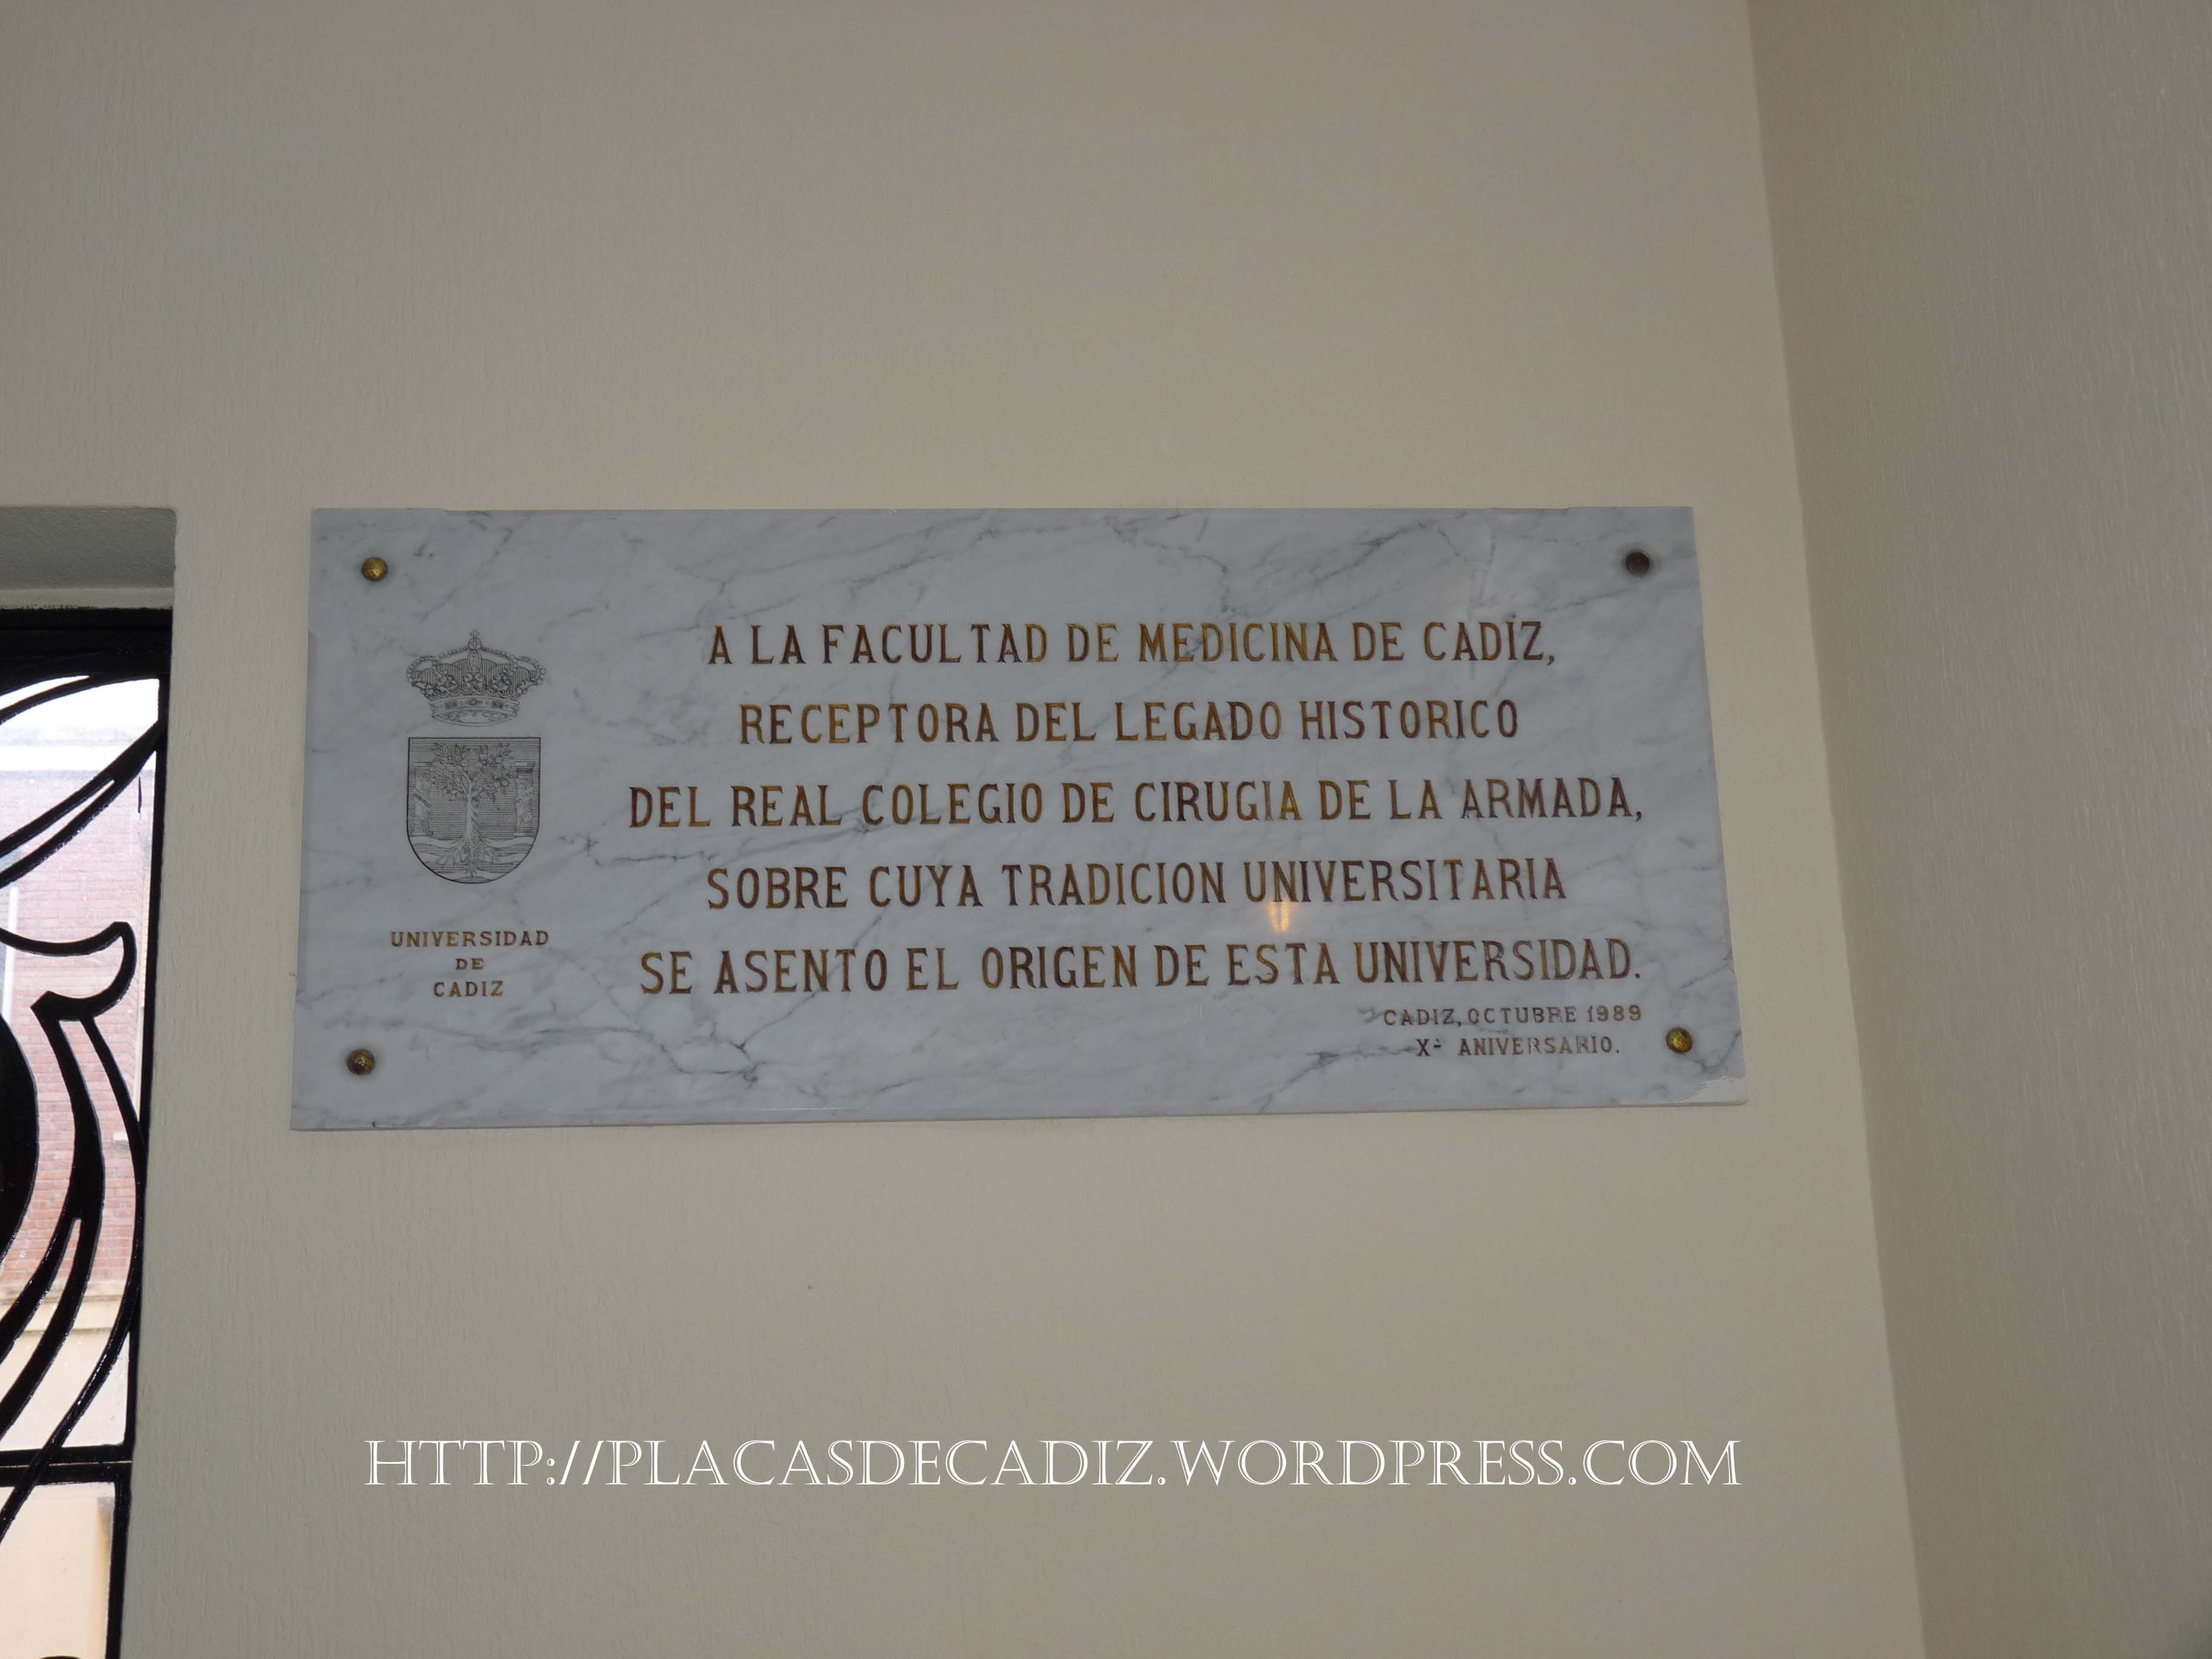 A LA FACULTAD DE MEDICINA DE CADIZ,
RECEPTORA DEL LEGADO HISTORICO
DEL REAL COLEGIO DE CIRUGIA DE LA ARMADA,
SOBRE CUYA TRADICION UNIVERSITARIA
SE ASENTO EL ORIGEN DE ESTA UNIVERSIDAD.
CADIZ, OCTUBRE 1989
Xº ANIVERSARIO.
UNIVERSIDAD
DE
CADIZ
HTTP://PLACASDECADIZ.WORDPRESS.COM